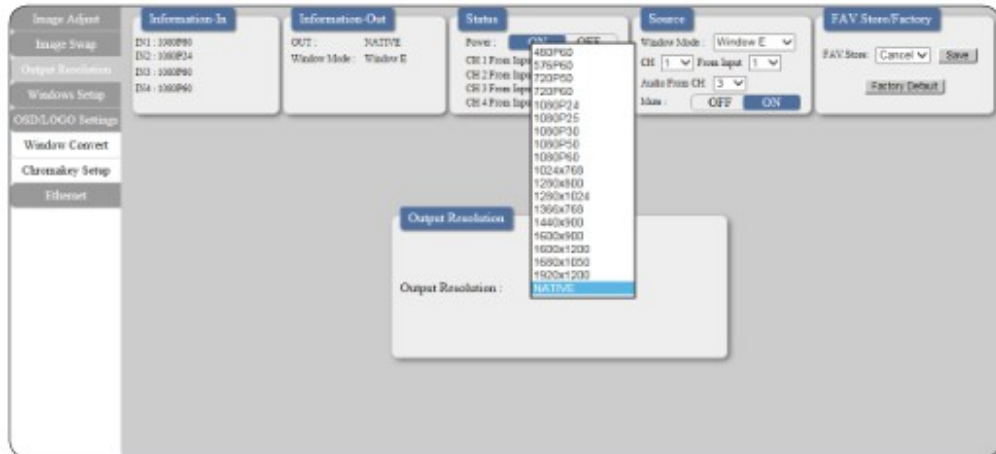 Image Adjust
Image Swap
Output Resolution
Windows Setup
OSD/LOGO Settings
Window Convert
Chromakey Setup
Ethernet
Information-In
IN1 : 1080P60
IN2 : 1080P24
IN3 : 1080P60
IN4 : 1080P60
Information-Out
OUT : NATIVE
Window Mode : Window E
Status
Power : ON OFF
CH 1 From Inpu
CH 2 From Inpu
CH 3 From Inpu
CH 4 From Inpu
Source
Window Mode : Window E
CH 1 From Input 1
Audio From CH 3
Mute : OFF ON
FAV.Store/Factory
FAV.Store: Cancel Save
Factory Default
Output Resolution
Output Resolution :
480P60
576P60
720P50
720P60
1080P24
1080P25
1080P30
1080P50
1080P60
1024x768
1280x800
1280x1024
1366x768
1440x900
1600x900
1600x1200
1680x1050
1920x1200
NATIVE